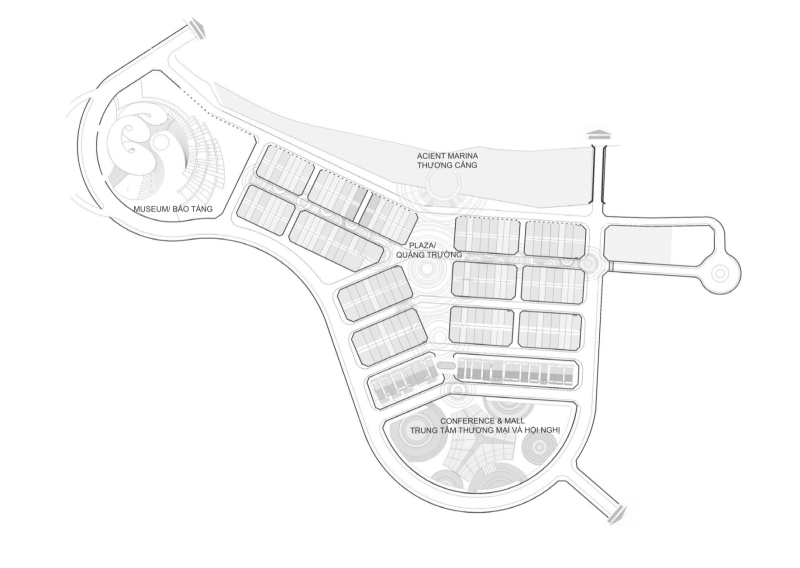 ACIENT MARINA
THƯƠNG CẢNG
MUSEUM/ BẢO TÀNG
PLAZA/
QUẢNG TRƯỜNG
CONFERENCE & MALL
TRUNG TÂM THƯƠNG MẠI VÀ HỘI NGHỊ